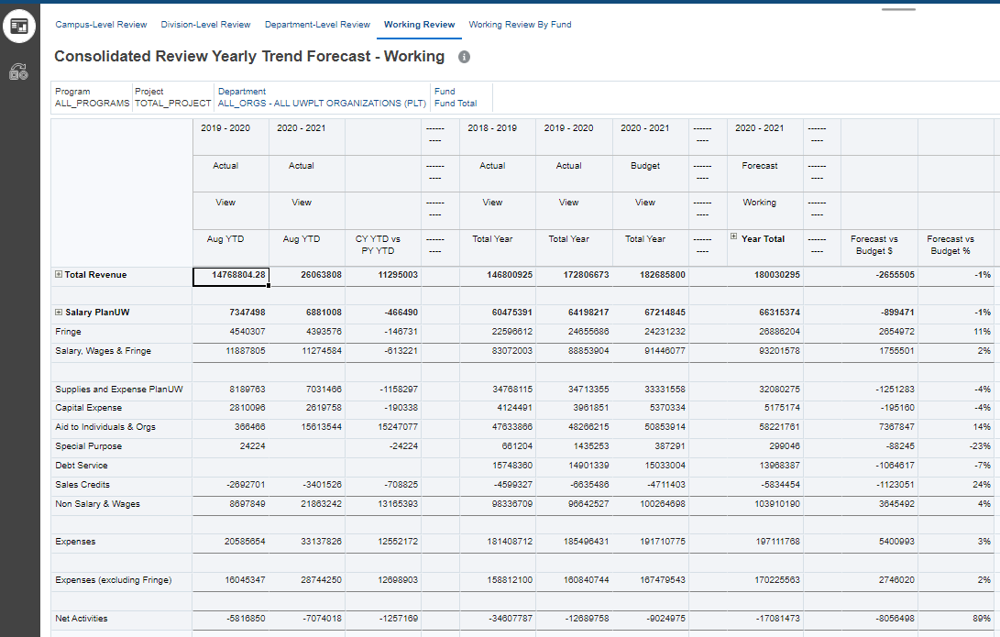 Campus-Level Review Division-Level Review Department-Level Review Working Review Working Review By Fund
Consolidated Review Yearly Trend Forecast - Working
Program Project Department Fund
ALL_PROGRAMS TOTAL_PROJECT ALL_ORGS - ALL UWPLT ORGANIZATIONS (PLT) Fund Total
2019 - 2020 2020 - 2021 ------ 2018 - 2019 2019 - 2020 2020 - 2021 ------ 2020 - 2021 ------
---- ---- ----
Actual Actual ------ Actual Actual Budget ------ Forecast ------
---- ---- ----
View View ------ View View View ------ Working ------
---- ---- ----
Aug YTD Aug YTD CY YTD vs ------ Total Year Total Year Total Year ------ Year Total ------ Forecast vs Forecast vs
PY YTD ---- ---- ---- Budget $ Budget %
Total Revenue 14768804.28 26063808 11295003 146800925 172806673 182685800 180030295 -2655505 -1%
Salary PlanUW 7347498 6881008 -466490 60475391 64198217 67214845 66315374 -899471 -1%
Fringe 4540307 4393576 -146731 22596612 24655686 24231232 26886204 2654972 11%
Salary, Wages & Fringe 11887805 11274584 -613221 83072003 88853904 91446077 93201578 1755501 2%
Supplies and Expense PlanUW 8189763 7031466 -1158297 34768115 34713355 33331558 32080275 -1251283 -4%
Capital Expense 2810096 2619758 -190338 4124491 3961851 5370334 5175174 -195160 -4%
Aid to Individuals & Orgs 366466 15613544 15247077 47633866 48266215 50853914 58221761 7367847 14%
Special Purpose 24224 -24224 661204 1435253 387291 299046 -88245 -23%
Debt Service 15748360 14901339 15033004 13968387 -1064617 -7%
Sales Credits -2692701 -3401526 -708825 -4599327 -6635486 -4711403 -5834454 -1123051 24%
Non Salary & Wages 8697849 21863242 13165393 98336709 96642527 100264698 103910190 3645492 4%
Expenses 20585654 33137826 12552172 181408712 185496431 191710775 197111768 5400993 3%
Expenses (excluding Fringe) 16045347 28744250 12698903 158812100 160840744 167479543 170225563 2746020 2%
Net Activities -5816850 -7074018 -1257169 -34607787 -12689758 -9024975 -17081473 -8056498 89%